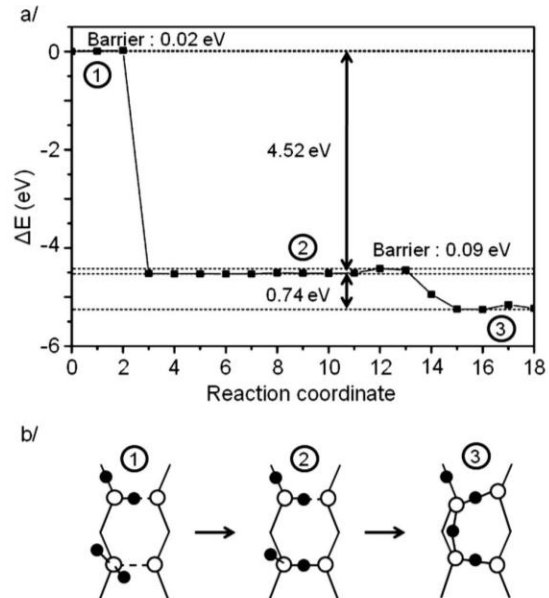 a/
0
Barrier : 0.02 eV
1
-2
4.52 eV
ΔE (eV)
2
Barrier : 0.09 eV
-4
0.74 eV
3
-6
0 2 4 6 8 10 12 14 16 18
Reaction coordinate
b/
1 2 3